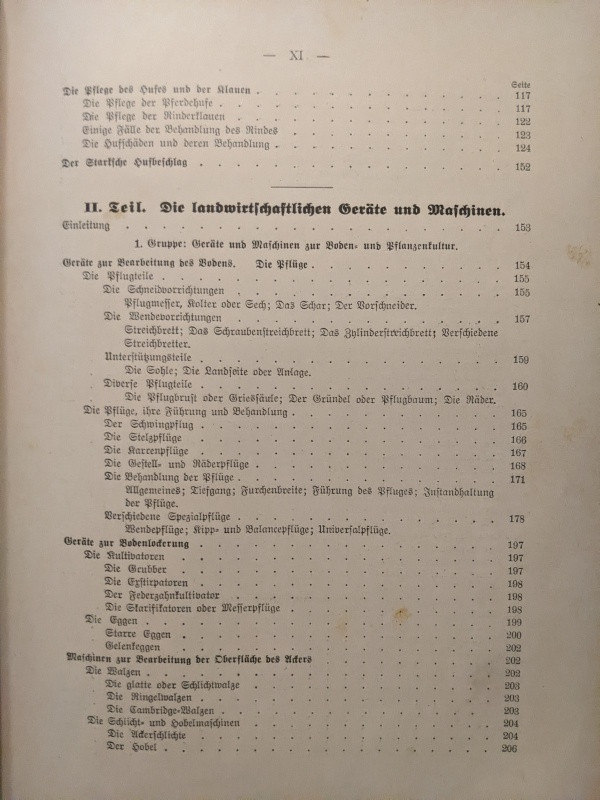 — XI —
Seite
Die Pflege des Hufes und der Klauen . . . 117
Die Pflege der Pferdehufe . . . 117
Die Pflege der Rinderklauen . . . 122
Einige Fälle der Behandlung des Rindes . . . 123
Die Hufschäden und deren Behandlung . . . 124
Der Starksche Hufbeschlag . . . 152
II. Teil. Die landwirtschaftlichen Geräte und Maschinen.
Einleitung . . . 153
1. Gruppe: Geräte und Maschinen zur Boden- und Pflanzenkultur.
Geräte zur Bearbeitung des Bodens. Die Pflüge . . . 154
Die Pflugteile . . . 155
Die Schneidvorrichtungen . . . 155
Pflugmesser, Kolter oder Sech; Das Schar; Der Vorschneider.
Die Wendevorrichtungen . . . 157
Streichbrett; Das Schraubenstreichbrett; Das Zylinderstreichbrett; Verschiedene
Streichbretter.
Unterstützungsteile . . . 159
Die Sohle; Die Landseite oder Anlage.
Diverse Pflugteile . . . 160
Die Pflugbrust oder Griessäule; Der Gründel oder Pflugbaum; Die Räder.
Die Pflüge, ihre Führung und Behandlung . . . 165
Der Schwingpflug . . . 165
Die Stelzpflüge . . . 166
Die Karrenpflüge . . . 167
Die Gestell- und Räderpflüge . . . 168
Die Behandlung der Pflüge . . . 171
Allgemeines; Tiefgang; Furchenbreite; Führung des Pfluges; Instandhaltung
der Pflüge.
Verschiedene Spezialpflüge . . . 178
Wendepflüge; Kipp- und Balancepflüge; Universalpflüge.
Geräte zur Bodenlockerung . . . 197
Die Kultivatoren . . . 197
Die Grubber . . . 197
Die Exstirpatoren . . . 198
Der Federzahnkultivator . . . 198
Die Skarifikatoren oder Messerpflüge . . . 198
Die Eggen . . . 199
Starre Eggen . . . 200
Gelenkeggen . . . 202
Maschinen zur Bearbeitung der Oberfläche des Ackers . . . 202
Die Walzen . . . 202
Die glatte oder Schlichtwalze . . . 203
Die Ringelwalzen . . . 203
Die Cambridge-Walzen . . . 203
Die Schlicht- und Hobelmaschinen . . . 204
Die Ackerschlichte . . . 204
Der Hobel . . . 206